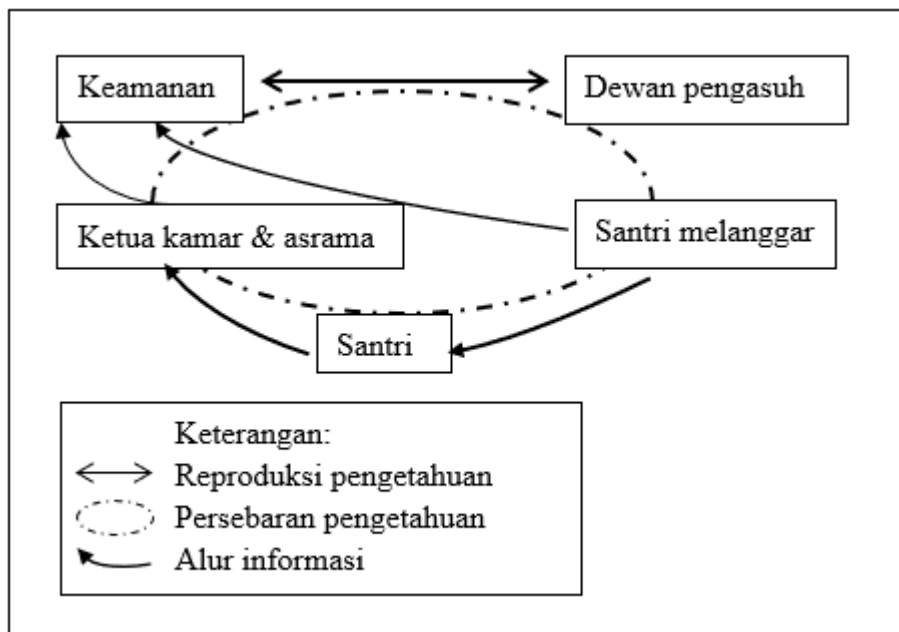 Keamanan
Dewan pengasuh
Ketua kamar & asrama
Santri melanggar
Santri
Keterangan:
Reproduksi pengetahuan
Persebaran pengetahuan
Alur informasi